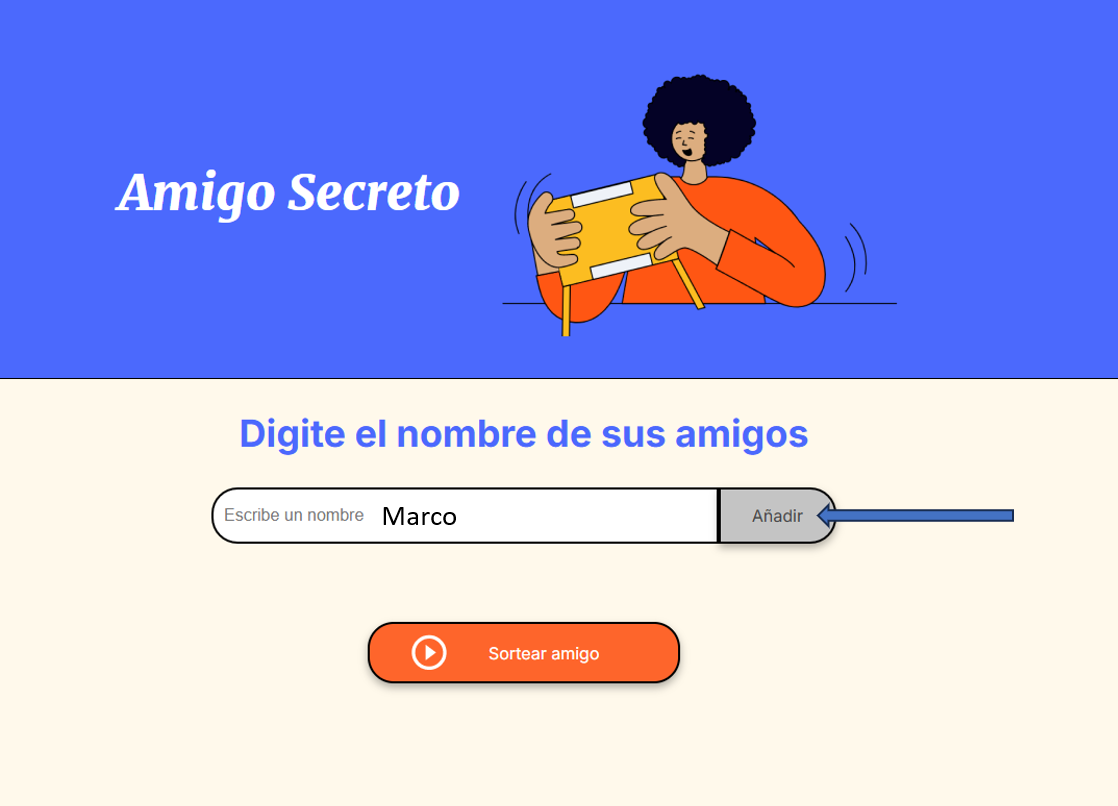 Amigo Secreto
Digite el nombre de sus amigos
Escribe un nombre Marco Añadir
Sortear amigo